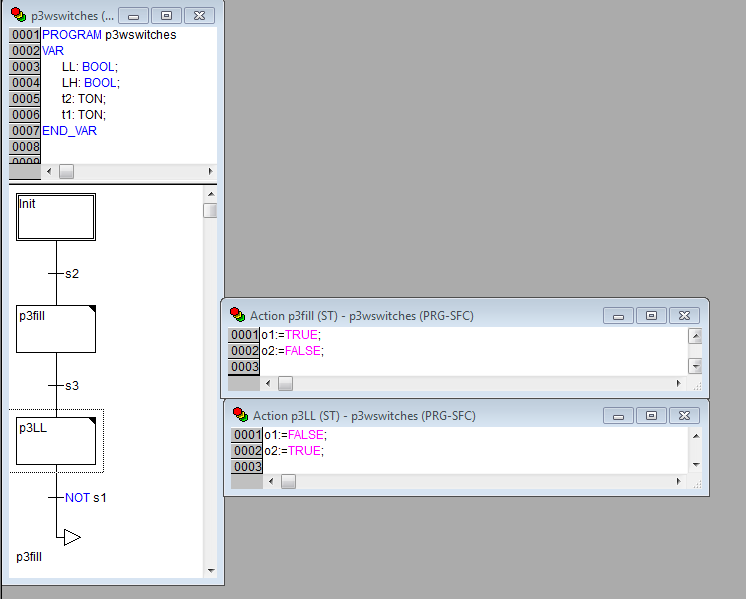 p3wswitches (...
0001 PROGRAM p3wswitches
0002 VAR
0003 LL: BOOL;
0004 LH: BOOL;
0005 t2: TON;
0006 t1: TON;
0007 END_VAR
0008
0009
Init
s2
p3fill
s3
p3LL
NOT s1
p3fill
Action p3fill (ST) - p3wswitches (PRG-SFC)
0001 o1:=TRUE;
0002 o2:=FALSE;
0003
Action p3LL (ST) - p3wswitches (PRG-SFC)
0001 o1:=FALSE;
0002 o2:=TRUE;
0003